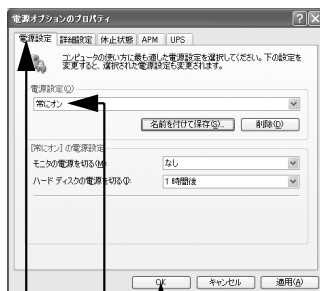 電源オプションのプロパティ
電源設定 詳細設定 休止状態 APM UPS
コンピュータの使い方に最も適した電源設定を選択してください。下の設定を
変更すると、選択された電源設定も変更されます。
電源設定(O)
常にオン
名前を付けて保存(S)... 削除(D)
[常にオン] の電源設定
モニタの電源を切る(M): なし
ハード ディスクの電源を切る(I): 1 時間後
OK キャンセル 適用(A)